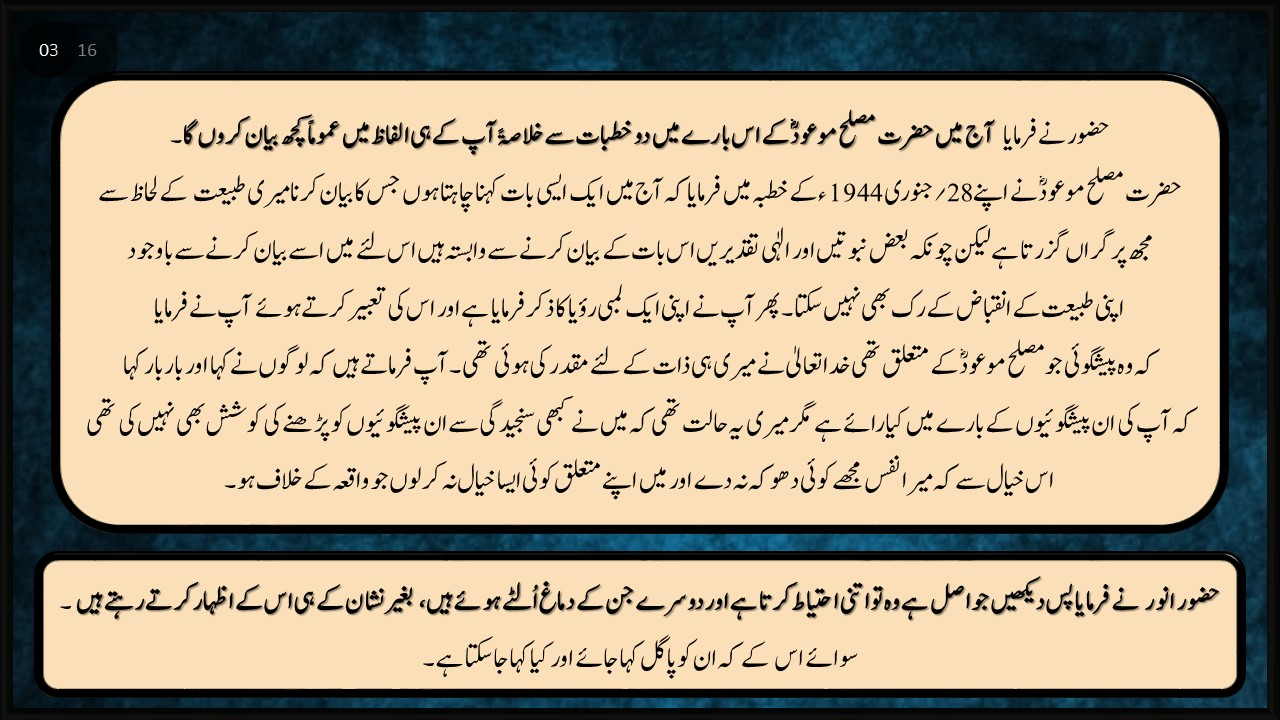 03 16
حضور نے فرمایا آج میں حضرت مصلح موعودؓ کے اس بارے میں دو خطبات سے خلاصۃً آپ کے ہی الفاظ میں عموماً کچھ بیان کروں گا۔
حضرت مصلح موعودؓ نے اپنے 28؍ جنوری 1944ء کے خطبہ میں فرمایا کہ آج میں ایک ایسی بات کہنا چاہتا ہوں جس کا بیان کرنا میری طبیعت کے لحاظ سے
مجھ پر گراں گزرتا ہے لیکن چونکہ بعض نبوتیں اور الٰہی تقدیریں اس بات کے بیان کرنے سے وابستہ ہیں اس لئے میں اسے بیان کرنے سے باوجود
اپنی طبیعت کے انقباض کے رک بھی نہیں سکتا۔ پھر آپ نے اپنی ایک لمبی رؤیا کا ذکر فرمایا ہے اور اس کی تعبیر کرتے ہوئے آپ نے فرمایا
کہ وہ پیشگوئی جو مصلح موعودؓ کے متعلق تھی خدا تعالیٰ نے میری ہی ذات کے لئے مقدر کی ہوئی تھی۔ آپ فرماتے ہیں کہ لوگوں نے کہا اور بار بار کہا
کہ آپ کی ان پیشگوئیوں کے بارے میں کیا رائے ہے مگر میری یہ حالت تھی کہ میں نے کبھی سنجیدگی سے ان پیشگوئیوں کو پڑھنے کی کوشش بھی نہیں کی تھی
اس خیال سے کہ میرا نفس مجھے کوئی دھوکہ نہ دے اور میں اپنے متعلق کوئی ایسا خیال نہ کر لوں جو واقعہ کے خلاف ہو۔
حضور انور نے فرمایا پس دیکھیں جو اصل ہے وہ تو اتنی احتیاط کرتا ہے اور دوسرے جن کے دماغ اُلٹے ہوئے ہیں، بغیر نشان کے ہی اس کے اظہار کرتے رہتے ہیں ۔
سوائے اس کے کہ ان کو پاگل کہا جائے اور کیا کہا جا سکتا ہے۔